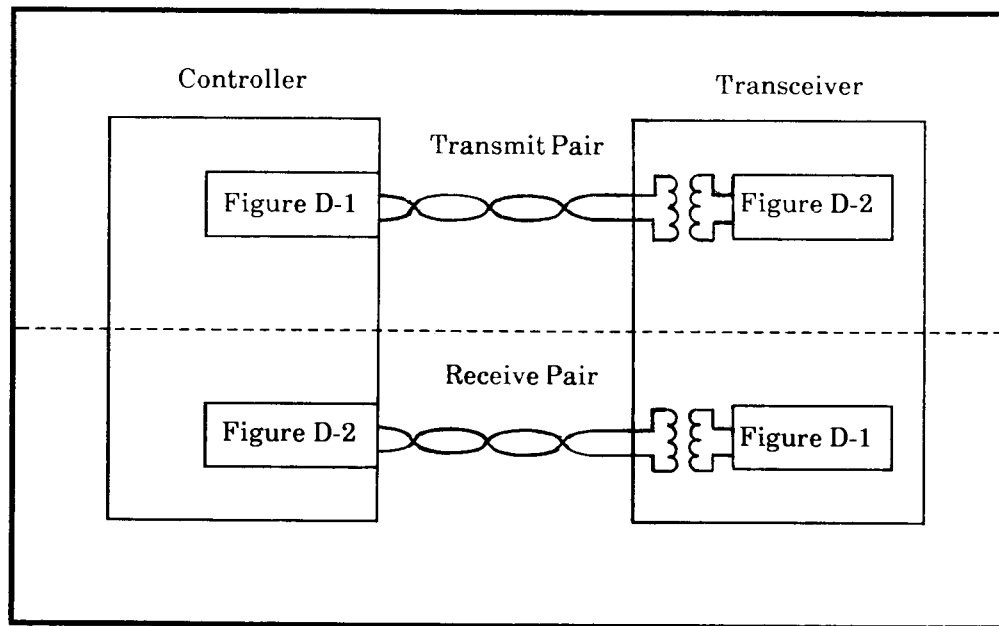 Controller
Transceiver
Transmit Pair
Figure D-1
Figure D-2
Receive Pair
Figure D-2
Figure D-1